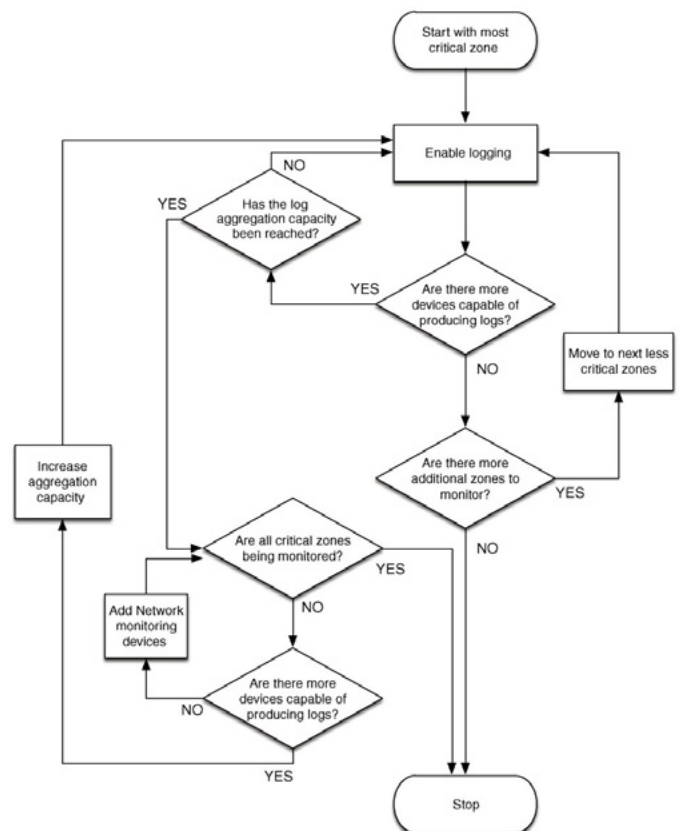 Start with most
critical zone
Enable logging
NO
YES
Has the log
aggregation capacity
been reached?
YES
Are there more
devices capable of
producing logs?
NO
Move to next less
critical zones
Increase
aggregation
capacity
Are there more
additional zones to
monitor?
YES
NO
Are all critical zones
being monitored?
YES
NO
Add Network
monitoring
devices
Are there more
devices capable of
producing logs?
NO
YES
Stop